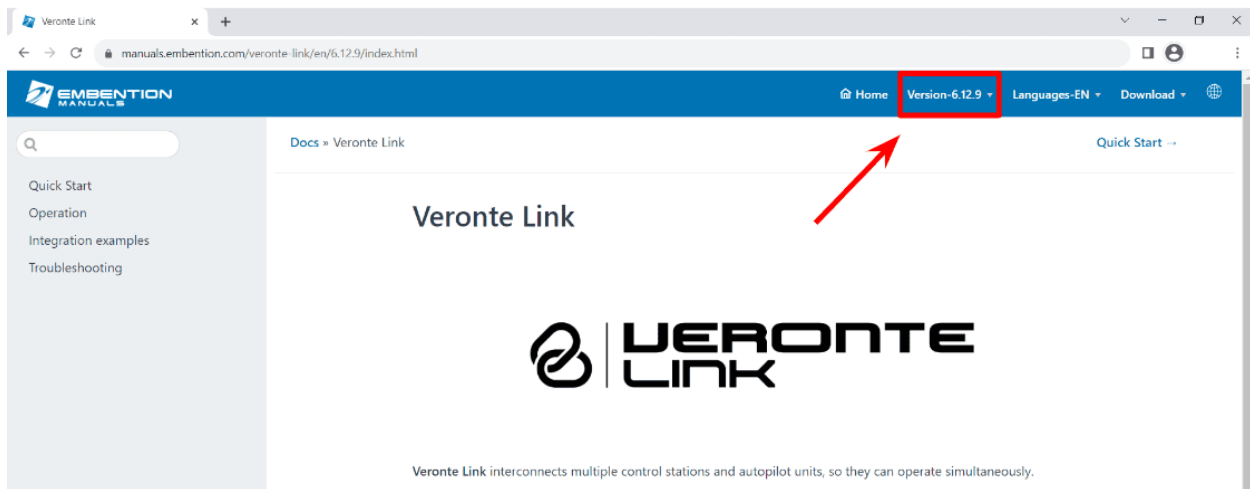 Veronte Link
manuals.embention.com/veronte-link/en/6.12.9/index.html
EMBENTION
MANUALS
Home Version-6.12.9 Languages-EN Download
Docs » Veronte Link
Quick Start →
Quick Start
Operation
Integration examples
Troubleshooting
Veronte Link
VERONTE
LINK
Veronte Link interconnects multiple control stations and autopilot units, so they can operate simultaneously.